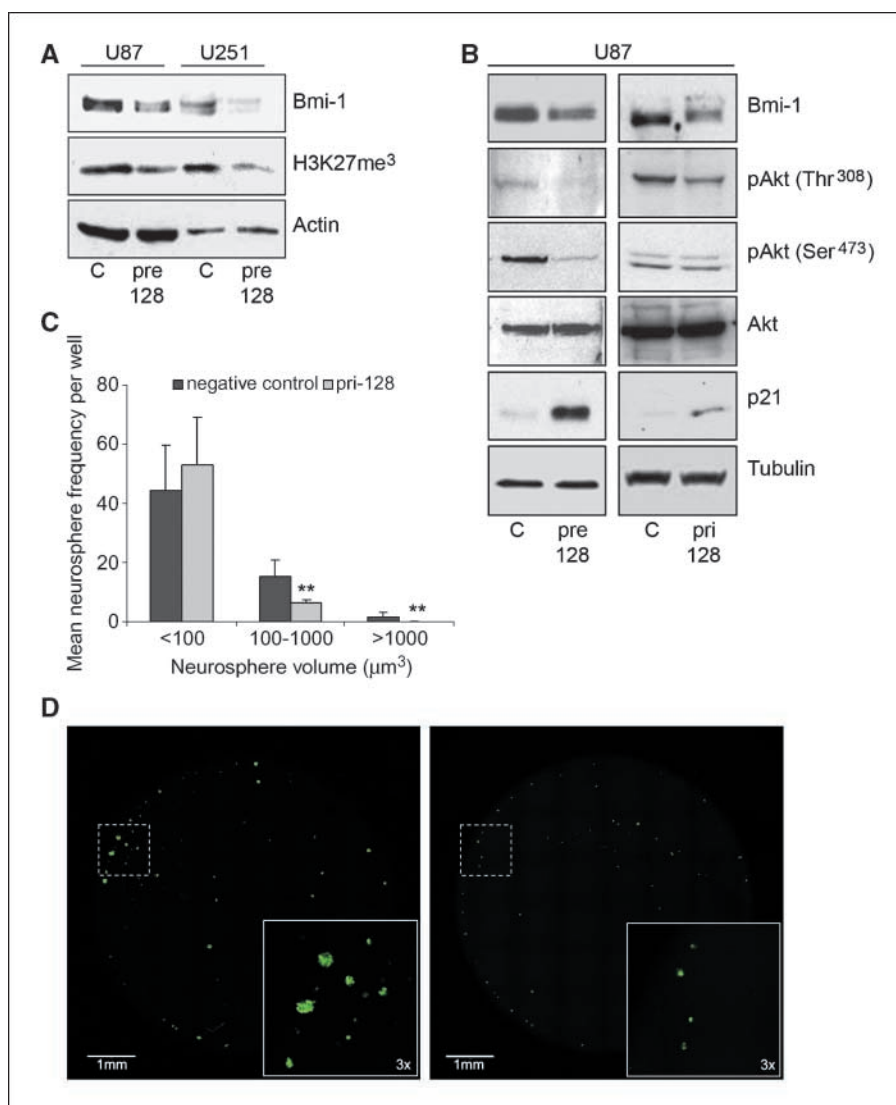 A
U87 U251
Bmi-1
H3K27me³
Actin
C pre 128 C pre 128
B
U87
Bmi-1
pAkt (Thr³⁰⁸)
pAkt (Ser⁴⁷³)
Akt
p21
Tubulin
C pre 128 C pri 128
C
Mean neurosphere frequency per well
80
60
40
20
0
negative control pri-128
**
**
<100 100-1000 >1000
Neurosphere volume (µm³)
D
1mm
3x
1mm
3x